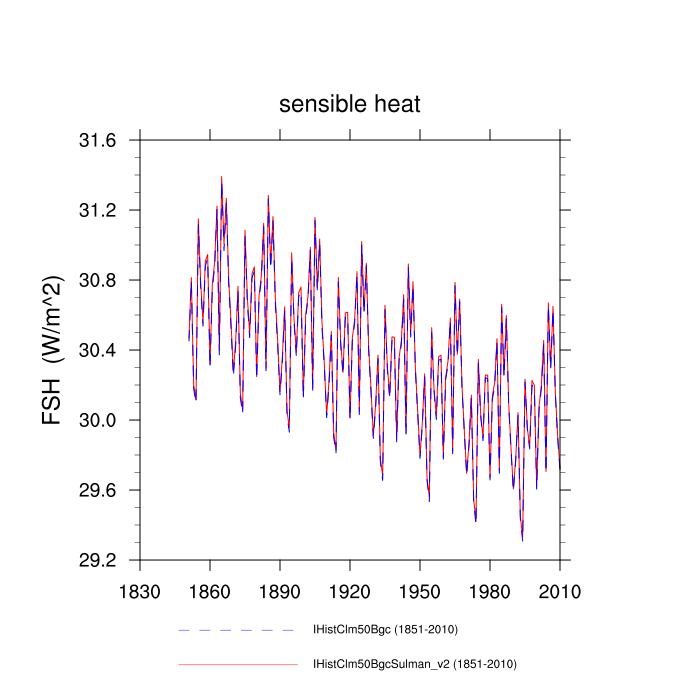 sensible heat
FSH (W/m^2)
31.6
31.2
30.8
30.4
30.0
29.6
29.2
1830 1860 1890 1920 1950 1980 2010
IHistClm50Bgc (1851-2010)
IHistClm50BgcSulman_v2 (1851-2010)